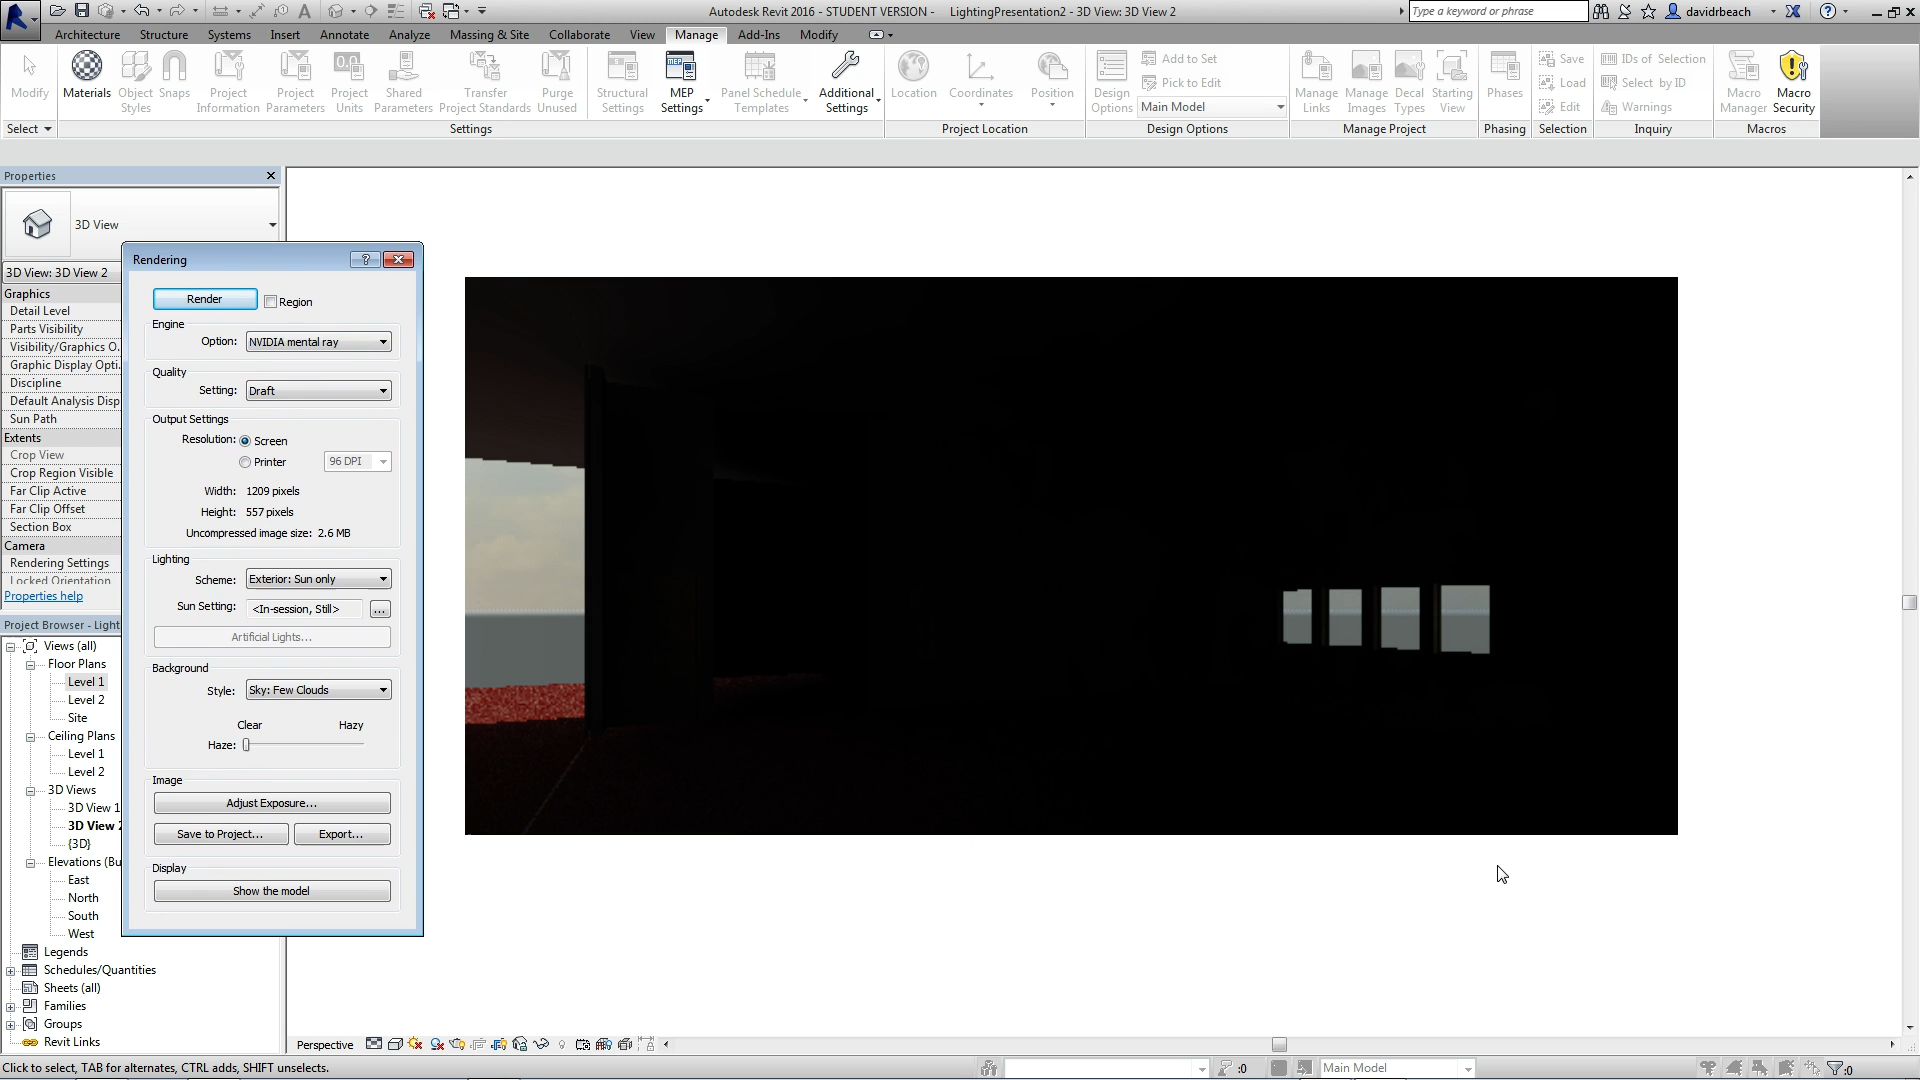 Autodesk Revit 2016 - STUDENT VERSION -    LightingPresentation2 - 3D View: 3D View 2
Type a keyword or phrase
davidrbeach
Architecture Structure Systems Insert Annotate Analyze Massing & Site Collaborate View Manage Add-Ins Modify
Modify
Materials
Object Styles
Snaps
Project Information
Project Parameters
Project Units
Shared Parameters
Transfer Project Standards
Purge Unused
Structural Settings
MEP Settings
Panel Schedule Templates
Additional Settings
Location
Coordinates
Position
Design Options
Add to Set
Pick to Edit
Main Model
Manage Links
Manage Images
Decal Types
Starting View
Phases
Save
Load
Edit
IDs of Selection
Select by ID
Warnings
Macro Manager
Macro Security
Select
Settings
Project Location
Design Options
Manage Project
Phasing
Selection
Inquiry
Macros
Properties
3D View
3D View: 3D View 2
Graphics
Detail Level
Parts Visibility
Visibility/Graphics O.
Graphic Display Opti.
Discipline
Default Analysis Disp
Sun Path
Extents
Crop View
Crop Region Visible
Far Clip Active
Far Clip Offset
Section Box
Camera
Rendering Settings
Locked Orientation
Properties help
Project Browser - Light
Views (all)
Floor Plans
Level 1
Level 2
Site
Ceiling Plans
Level 1
Level 2
3D Views
3D View 1
3D View 2
{3D}
Elevations (Bu
East
North
South
West
Legends
Schedules/Quantities
Sheets (all)
Families
Groups
Revit Links
Rendering
Render
Region
Engine
Option: NVIDIA mental ray
Quality
Setting: Draft
Output Settings
Resolution: Screen
Printer 96 DPI
Width: 1209 pixels
Height: 557 pixels
Uncompressed image size: 2.6 MB
Lighting
Scheme: Exterior: Sun only
Sun Setting: <In-session, Still> ...
Artificial Lights...
Background
Style: Sky: Few Clouds
Clear Hazy
Haze:
Image
Adjust Exposure...
Save to Project... Export...
Display
Show the model
Perspective
Click to select, TAB for alternates, CTRL adds, SHIFT unselects.
:0
Main Model
:0